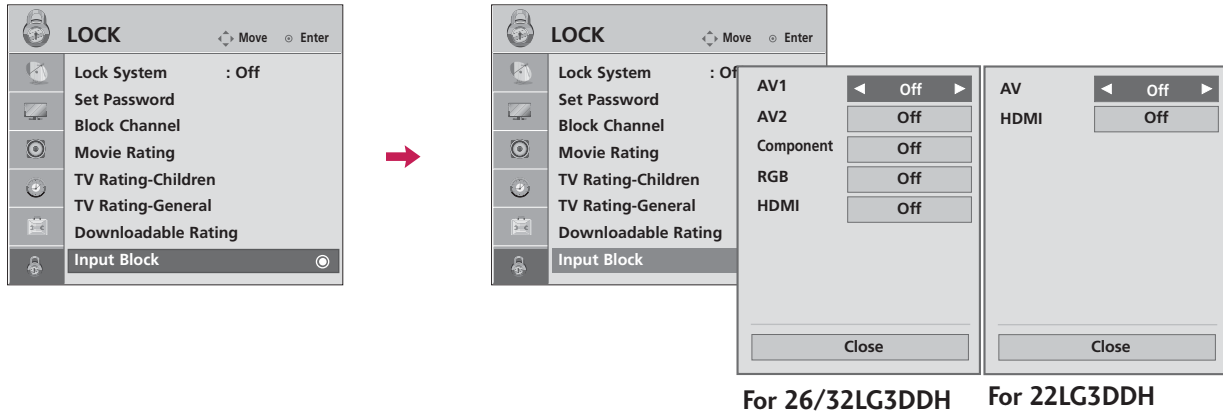 LOCK
Move
Enter
Lock System : Off
Set Password
Block Channel
Movie Rating
TV Rating-Children
TV Rating-General
Downloadable Rating
Input Block
LOCK
Move
Enter
Lock System : Of
Set Password
Block Channel
Movie Rating
TV Rating-Children
TV Rating-General
Downloadable Rating
Input Block
AV1 ◄ Off ►
AV2 Off
Component Off
RGB Off
HDMI Off
Close
For 26/32LG3DDH
AV ◄ Off ►
HDMI Off
Close
For 22LG3DDH